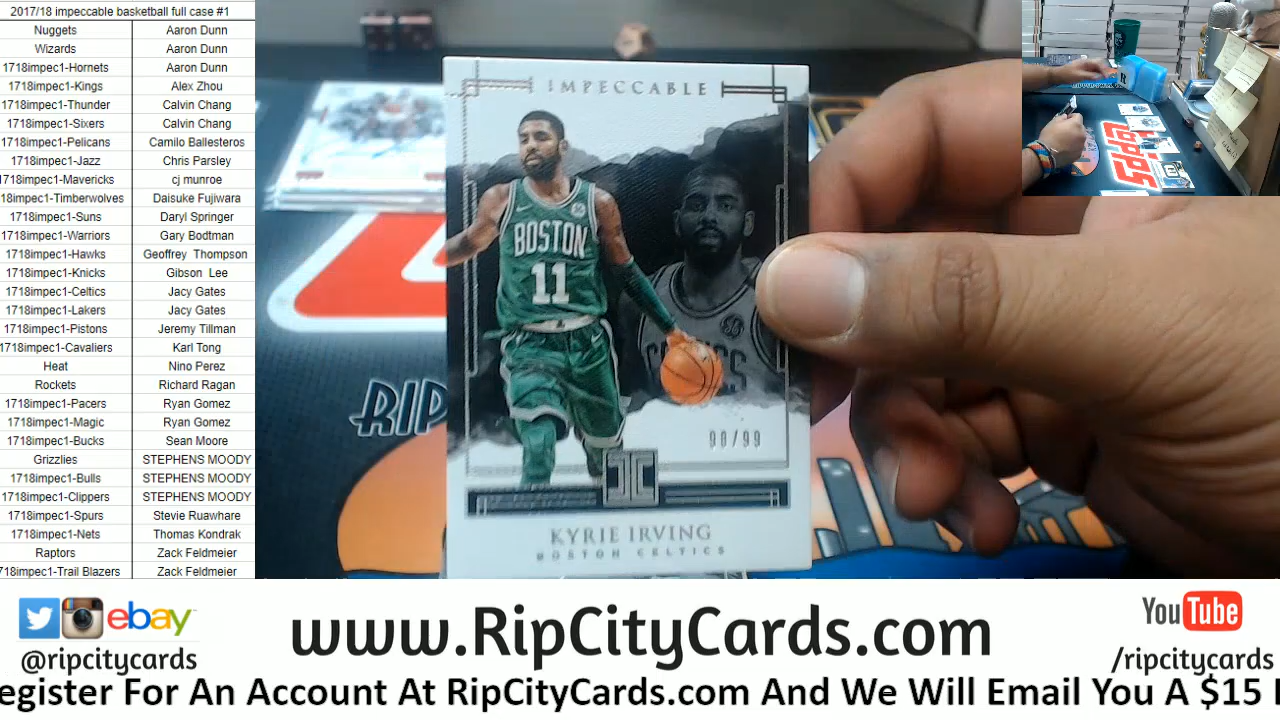 2017/18 impeccable basketball full case #1
Nuggets Aaron Dunn
Wizards Aaron Dunn
1718impec1-Hornets Aaron Dunn
1718impec1-Kings Alex Zhou
1718impec1-Thunder Calvin Chang
1718impec1-Sixers Calvin Chang
1718impec1-Pelicans Camilo Ballesteros
1718impec1-Jazz Chris Parsley
1718impec1-Mavericks cj munroe
18impec1-Timberwolves Daisuke Fujiwara
1718impec1-Suns Daryl Springer
1718impec1-Warriors Gary Bodtman
1718impec1-Hawks Geoffrey Thompson
1718impec1-Knicks Gibson Lee
1718impec1-Celtics Jacy Gates
1718impec1-Lakers Jacy Gates
1718impec1-Pistons Jeremy Tillman
1718impec1-Cavaliers Karl Tong
Heat Nino Perez
Rockets Richard Ragan
1718impec1-Pacers Ryan Gomez
1718impec1-Magic Ryan Gomez
1718impec1-Bucks Sean Moore
Grizzlies STEPHENS MOODY
1718impec1-Bulls STEPHENS MOODY
1718impec1-Clippers STEPHENS MOODY
1718impec1-Spurs Stevie Ruawhare
1718impec1-Nets Thomas Kondrak
Raptors Zack Feldmeier
718impec1-Trail Blazers Zack Feldmeier
IMPECCABLE
BOSTON
11
KYRIE IRVING
BOSTON CELTICS
RIP
ebay
@ripcitycards
www.RipCityCards.com
YouTube
/ripcitycards
egister For An Account At RipCityCards.com And We Will Email You A $15